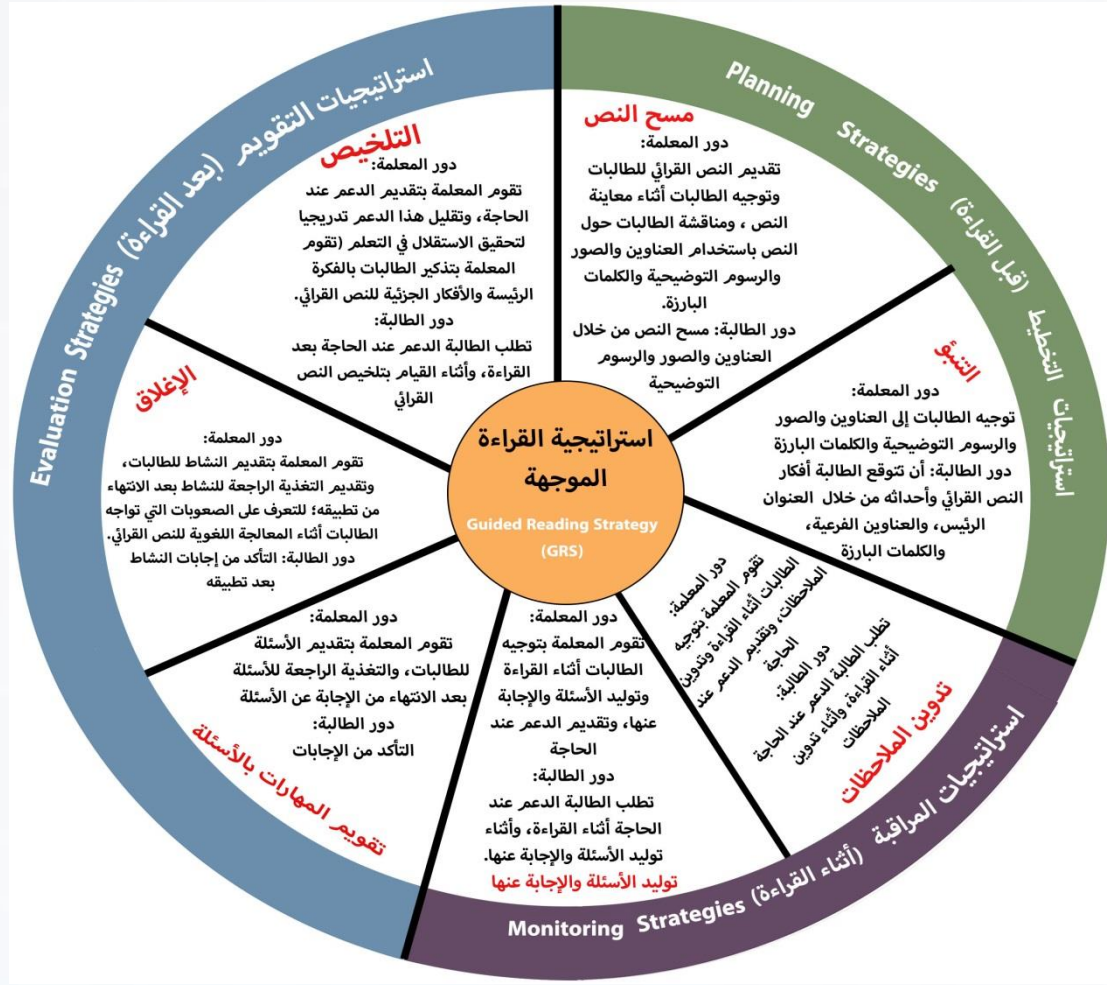 استراتيجية القراءة
الموجهة
Guided Reading Strategy
(GRS)
استراتيجيات التخطيط (قبل القراءة) Planning Strategies
مسح النص
دور المعلمة:
تقديم النص القرائي للطالبات
وتوجيه الطالبات أثناء معاينة
النص ، ومناقشة الطالبات حول
النص باستخدام العناوين والصور
والرسوم التوضيحية والكلمات
البارزة.
دور الطالبة: مسح النص من خلال
العناوين والصور والرسوم
التوضيحية
التنبؤ
دور المعلمة:
توجيه الطالبات إلى العناوين والصور
والرسوم التوضيحية والكلمات البارزة
دور الطالبة: أن تتوقع الطالبة أفكار
النص القرائي وأحداثه من خلال العنوان
الرئيس، والعناوين الفرعية،
والكلمات البارزة
استراتيجيات المراقبة (أثناء القراءة) Monitoring Strategies
تدوين الملاحظات
دور المعلمة:
تقوم المعلمة بتوجيه
الطالبات أثناء القراءة وتدوين
الملاحظات، وتقديم الدعم عند
الحاجة
دور الطالبة:
تطلب الطالبة الدعم عند الحاجة
أثناء القراءة، وأثناء تدوين
الملاحظات
دور المعلمة:
تقوم المعلمة بتوجيه
الطالبات أثناء القراءة
وتوليد الأسئلة والإجابة
عنها، وتقديم الدعم عند
الحاجة
دور الطالبة:
تطلب الطالبة الدعم عند
الحاجة أثناء القراءة، وأثناء
توليد الأسئلة والإجابة عنها.
توليد الأسئلة والإجابة عنها
استراتيجيات التقويم (بعد القراءة) Evaluation Strategies
تقويم المهارات بالأسئلة
دور المعلمة:
تقوم المعلمة بتقديم الأسئلة
للطالبات، والتغذية الراجعة للأسئلة
بعد الانتهاء من الإجابة عن الأسئلة
دور الطالبة:
التأكد من الإجابات
الإغلاق
دور المعلمة:
تقوم المعلمة بتقديم النشاط للطالبات،
وتقديم التغذية الراجعة للنشاط بعد الانتهاء
من تطبيقه؛ للتعرف على الصعوبات التي تواجه
الطالبات أثناء المعالجة اللغوية للنص القرائي.
دور الطالبة: التأكد من إجابات النشاط
بعد تطبيقه
التلخيص
دور المعلمة:
تقوم المعلمة بتقديم الدعم عند
الحاجة، وتقليل هذا الدعم تدريجيا
لتحقيق الاستقلال في التعلم (تقوم
المعلمة بتذكير الطالبات بالفكرة
الرئيسة والأفكار الجزئية للنص القرائي.
دور الطالبة:
تطلب الطالبة الدعم عند الحاجة بعد
القراءة، وأثناء القيام بتلخيص النص
القرائي